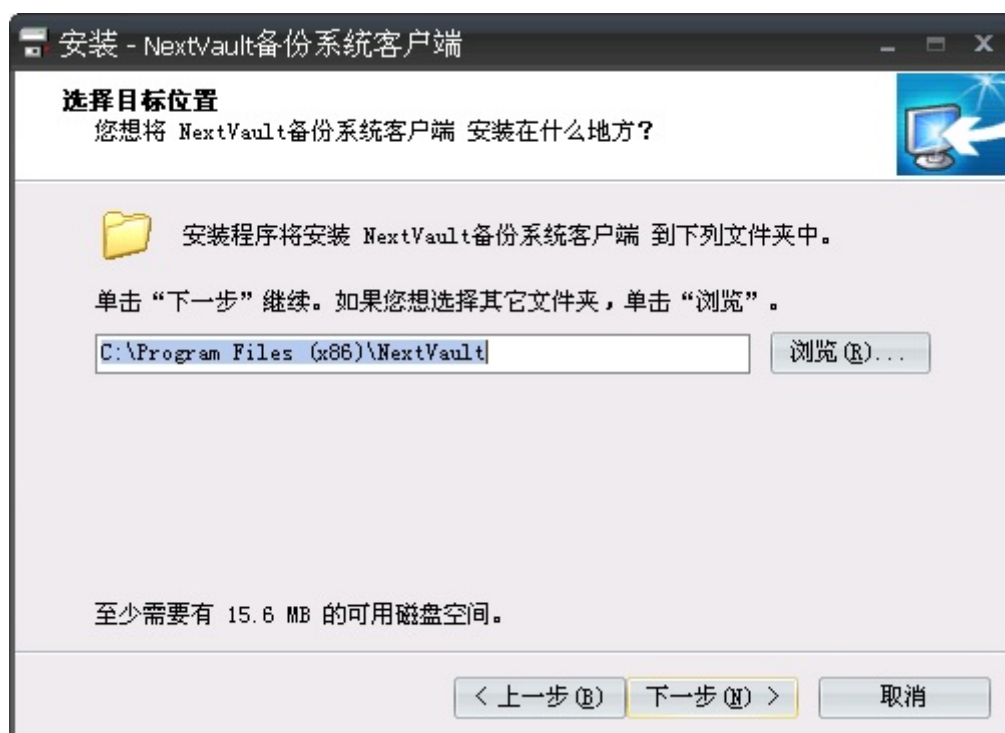 安装 - NextVault备份系统客户端
选择目标位置
您想将 NextVault备份系统客户端 安装在什么地方?
安装程序将安装 NextVault备份系统客户端 到下列文件夹中。
单击“下一步”继续。如果您想选择其它文件夹，单击“浏览”。
C:\Program Files (x86)\NextVault
浏览(R)...
至少需要有 15.6 MB 的可用磁盘空间。
< 上一步(B) 下一步(N) > 取消